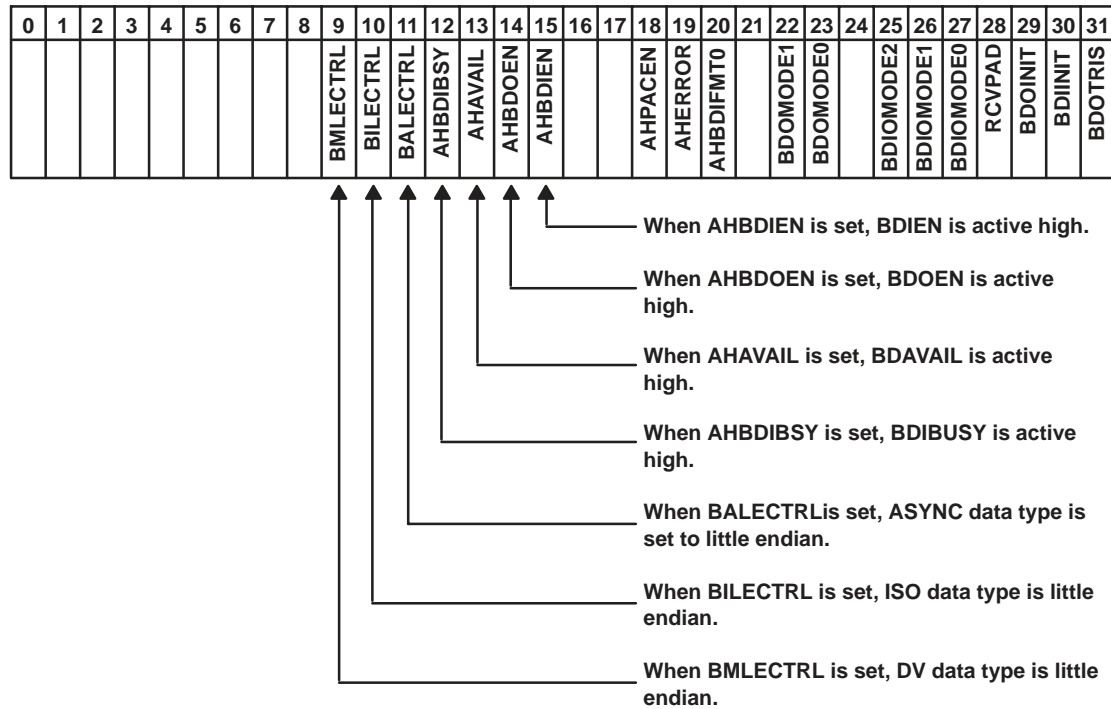 0 1 2 3 4 5 6 7 8 9 10 11 12 13 14 15 16 17 18 19 20 21 22 23 24 25 26 27 28 29 30 31
BMLECTRL
BILECTRL
BALECTRL
AHBDIBSY
AHAVAIL
AHBDOEN
AHBDIEN
AHPACEN
AHERROR
AHBDIFMT0
BDOMODE1
BDOMODE0
BDIOMODE2
BDIOMODE1
BDIOMODE0
RCVPAD
BDOINIT
BDIINIT
BDOTRIS
When AHBDIEN is set, BDIEN is active high.
When AHBDOEN is set, BDOEN is active
high.
When AHAVAIL is set, BDAVAIL is active
high.
When AHBDIBSY is set, BDIBUSY is active
high.
When BALECTRLis set, ASYNC data type is
set to little endian.
When BILECTRL is set, ISO data type is little
endian.
When BMLECTRL is set, DV data type is little
endian.